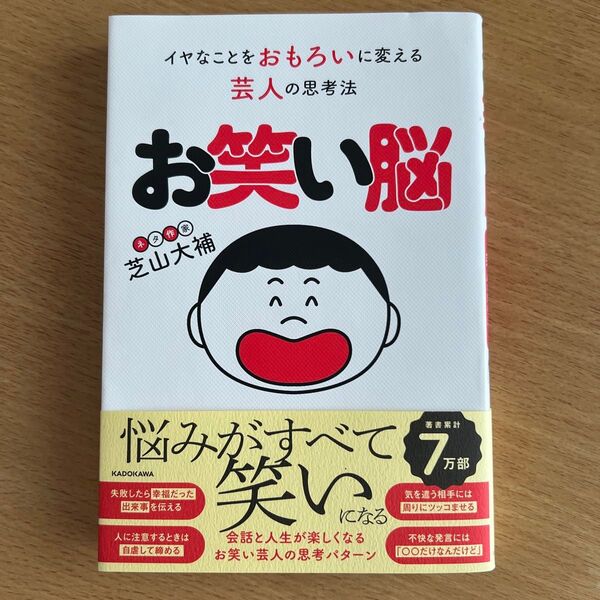 イヤなことをおもろいに変える
芸人の思考法
お笑い脳
ネタ作家
芝山大補
悩みがすべて
笑いになる
KADOKAWA
著書累計
7万部
失敗したら幸福だった
出来事を伝える
気を遣う相手には
周りにツッコませる
人に注意するときは
自虐して締める
会話と人生が楽しくなる
お笑い芸人の思考パターン
不快な発言には
「〇〇だけなんだけど」